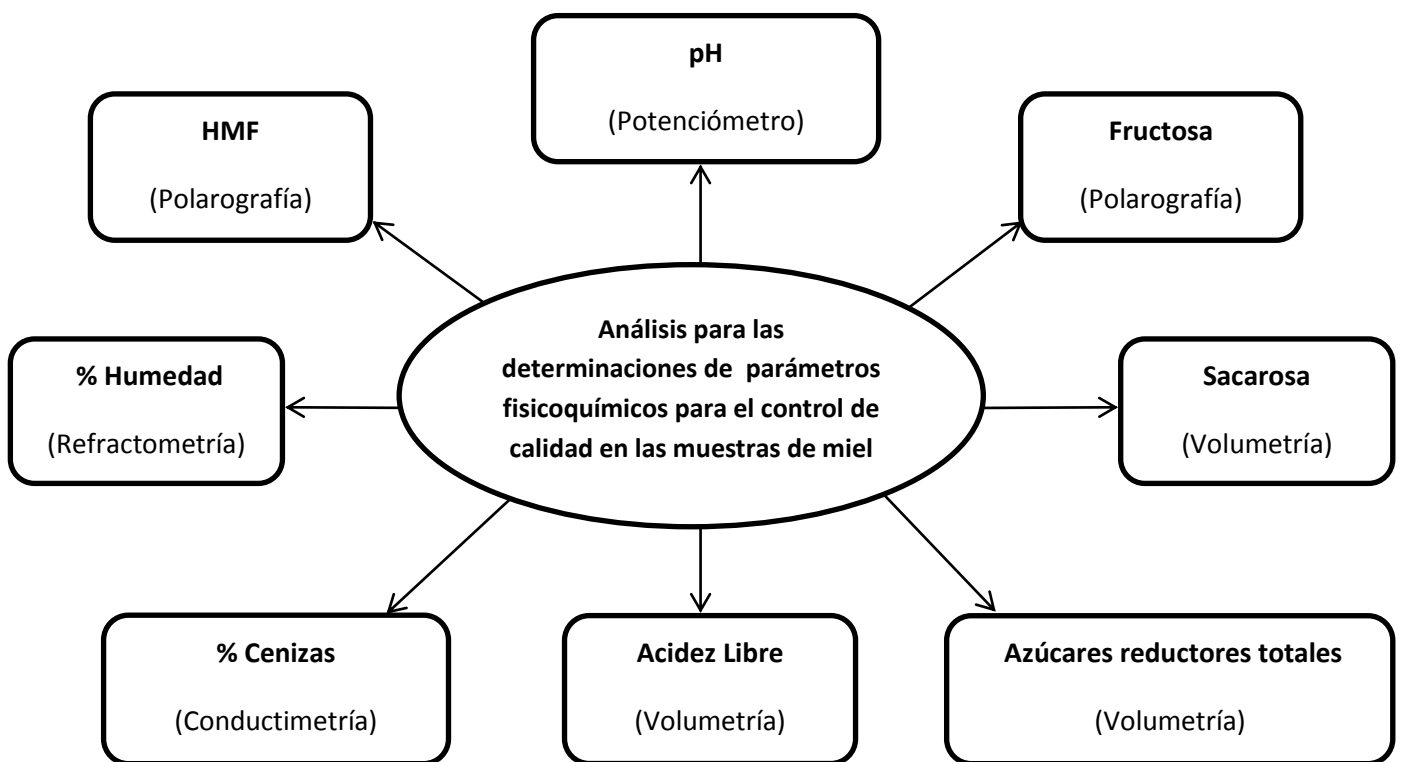 pH
(Potenciómetro)
HMF
(Polarografía)
Fructosa
(Polarografía)
Análisis para las
determinaciones de parámetros
fisicoquímicos para el control de
calidad en las muestras de miel
% Humedad
(Refractometría)
Sacarosa
(Volumetría)
% Cenizas
(Conductimetría)
Acidez Libre
(Volumetría)
Azúcares reductores totales
(Volumetría)